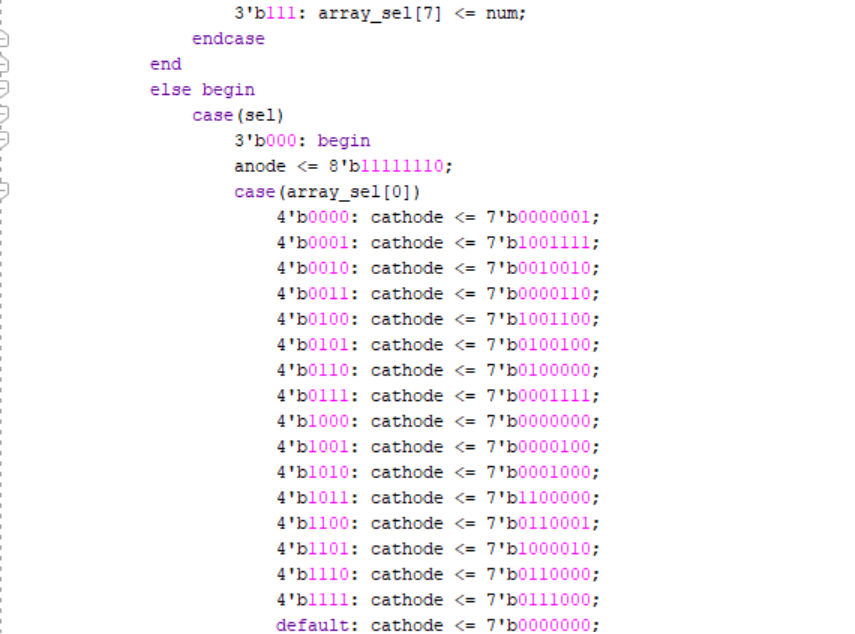 3'b111: array_sel[7] <= num;
endcase
end
else begin
case(sel)
3'b000: begin
anode <= 8'b11111110;
case(array_sel[0])
4'b0000: cathode <= 7'b0000001;
4'b0001: cathode <= 7'b1001111;
4'b0010: cathode <= 7'b0010010;
4'b0011: cathode <= 7'b0000110;
4'b0100: cathode <= 7'b1001100;
4'b0101: cathode <= 7'b0100100;
4'b0110: cathode <= 7'b0100000;
4'b0111: cathode <= 7'b0001111;
4'b1000: cathode <= 7'b0000000;
4'b1001: cathode <= 7'b0000100;
4'b1010: cathode <= 7'b0001000;
4'b1011: cathode <= 7'b1100000;
4'b1100: cathode <= 7'b0110001;
4'b1101: cathode <= 7'b1000010;
4'b1110: cathode <= 7'b0110000;
4'b1111: cathode <= 7'b0111000;
default: cathode <= 7'b0000000;